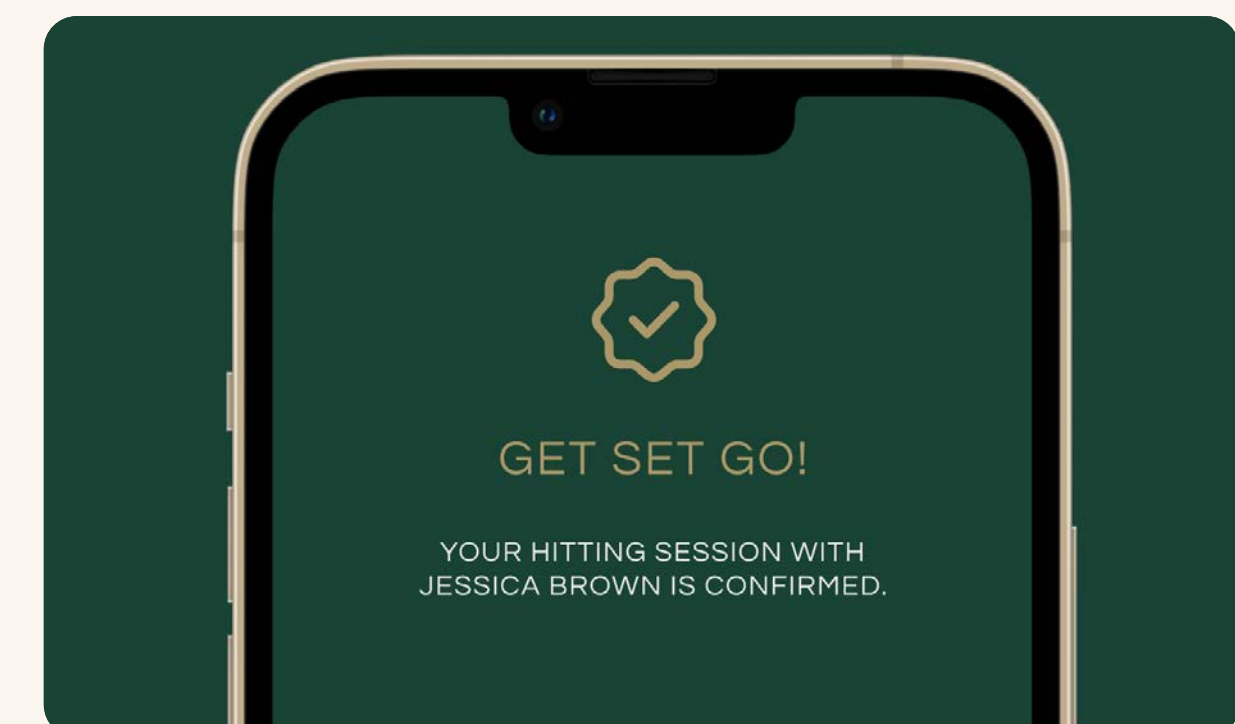 GET SET GO!
YOUR HITTING SESSION WITH
JESSICA BROWN IS CONFIRMED.